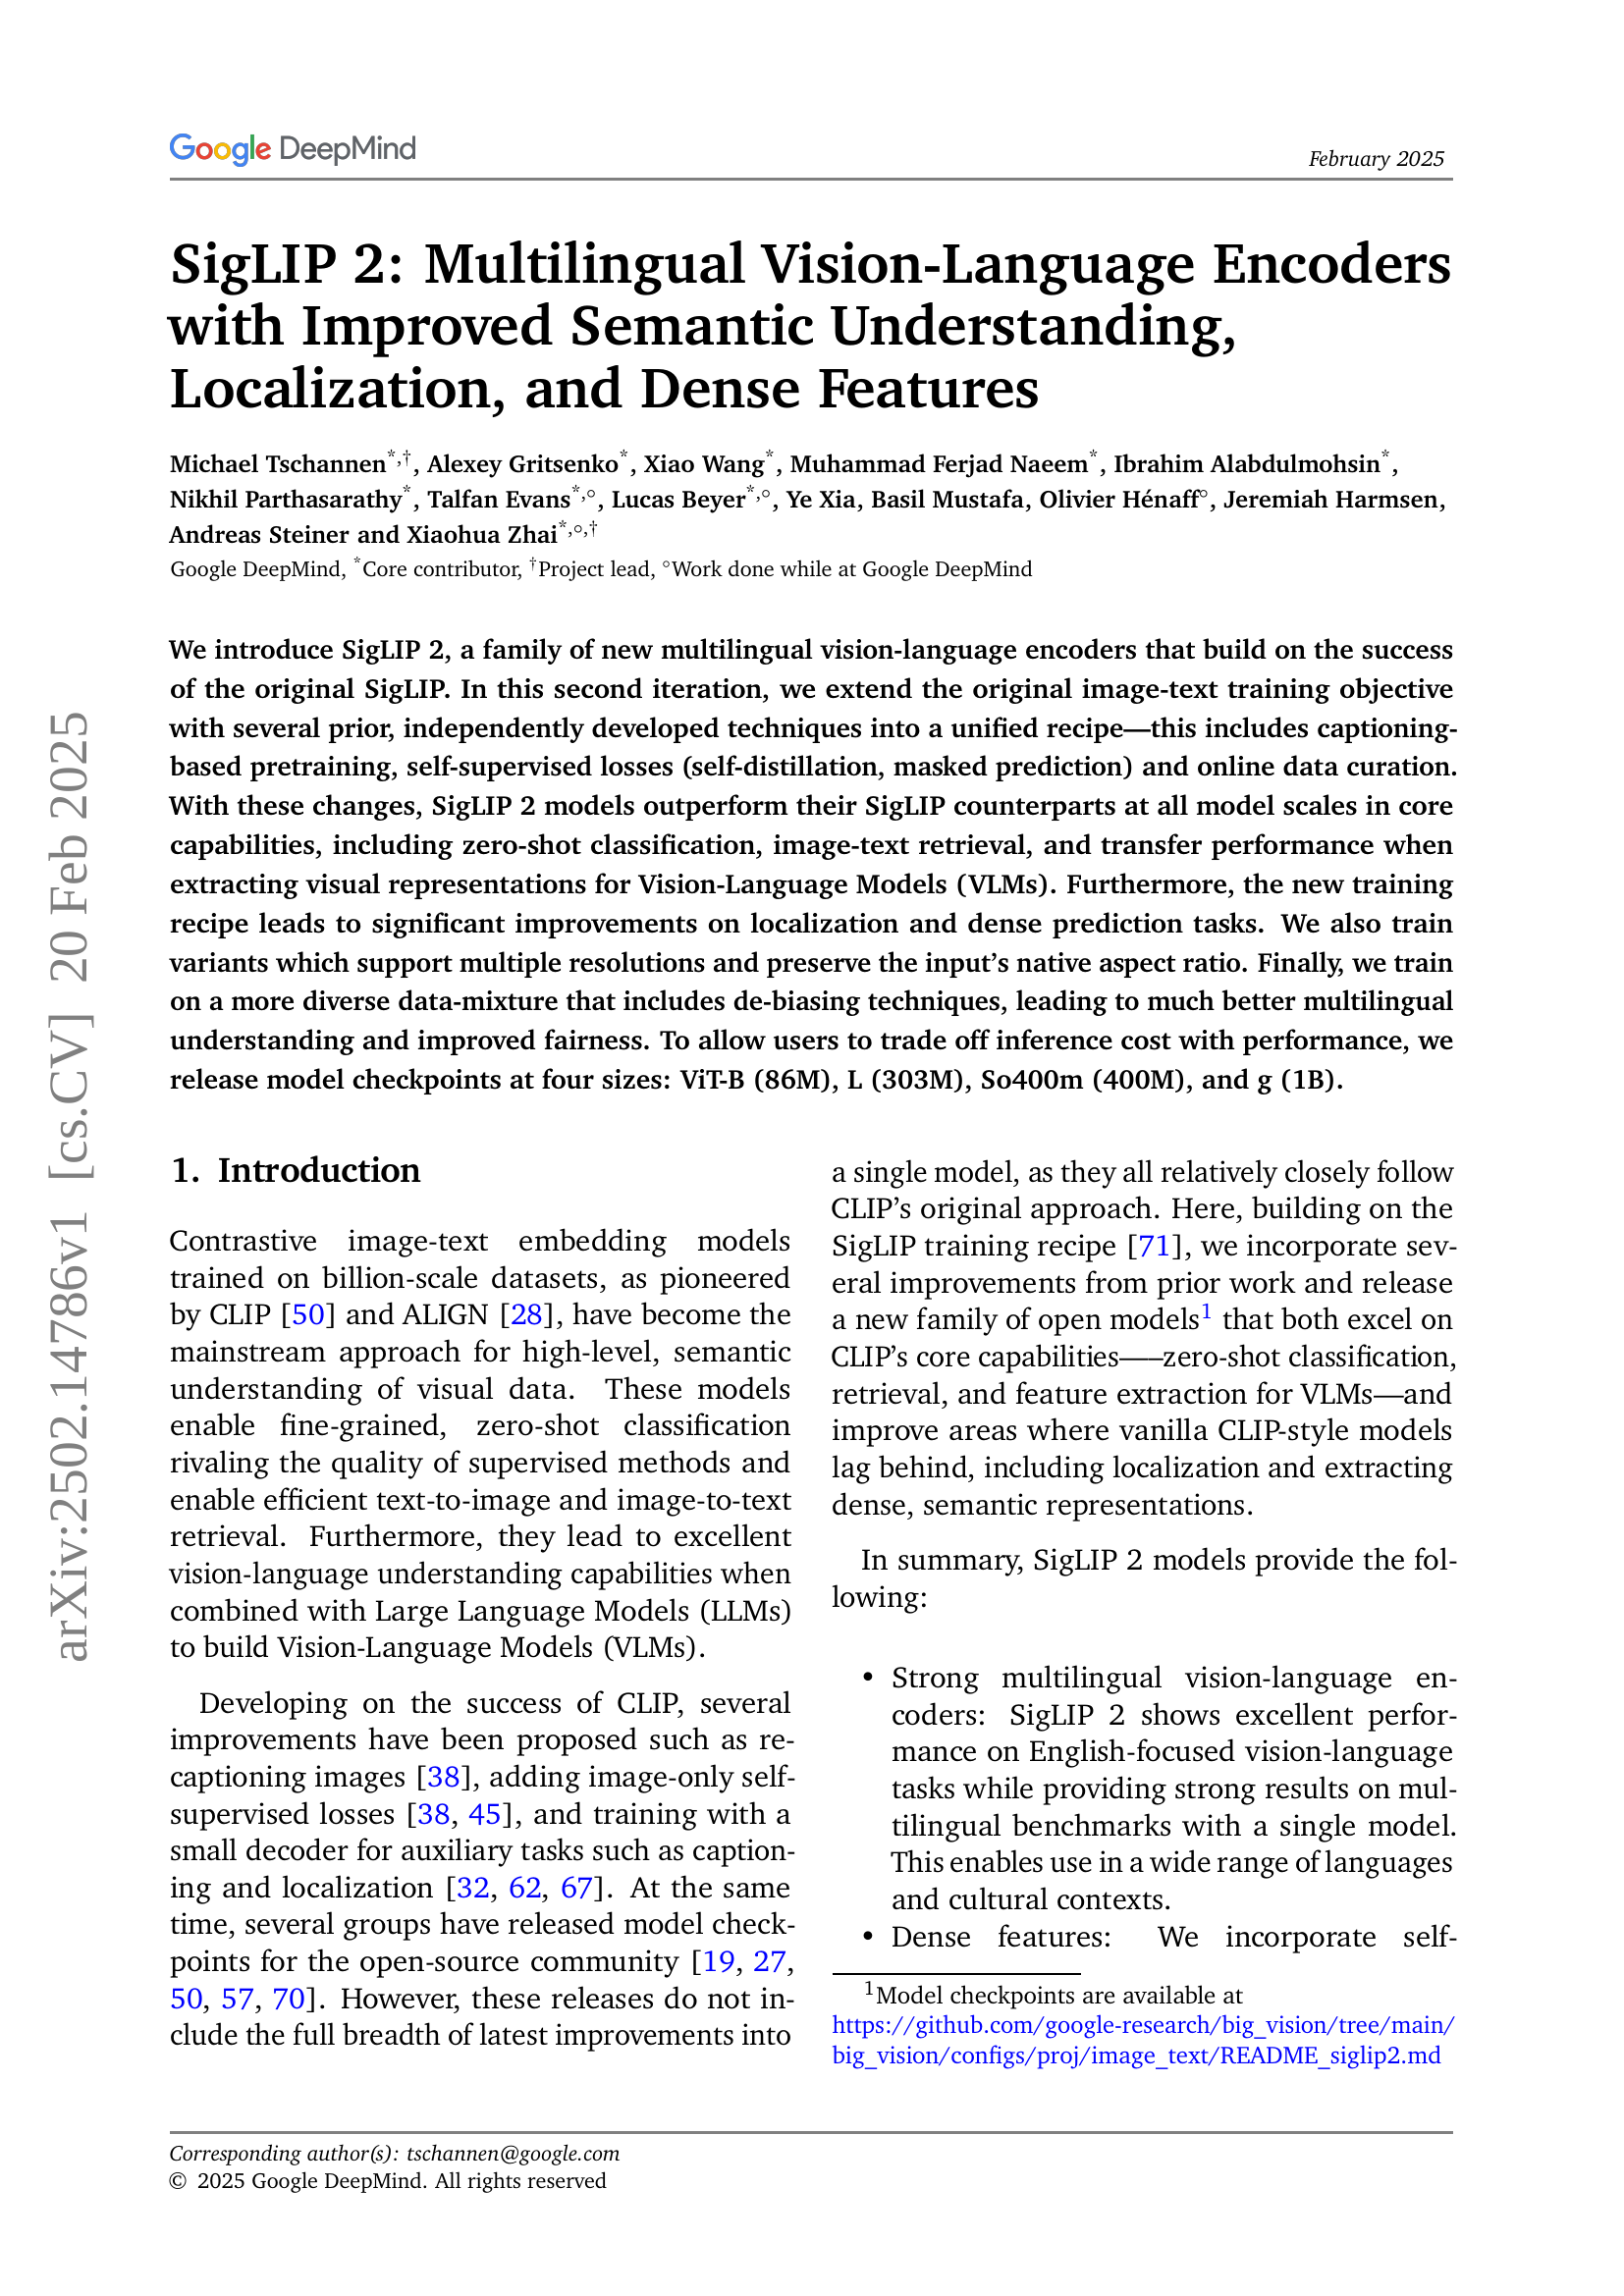 Google DeepMind
February 2025
SigLIP 2: Multilingual Vision-Language Encoders
with Improved Semantic Understanding,
Localization, and Dense Features
Michael Tschannen*,†, Alexey Gritsenko*, Xiao Wang*, Muhammad Ferjad Naeem*, Ibrahim Alabdulmohsin*,
Nikhil Parthasarathy*, Talfan Evans*,○, Lucas Beyer*,○, Ye Xia, Basil Mustafa, Olivier Hénaff○, Jeremiah Harmsen,
Andreas Steiner and Xiaohua Zhai*,○,†
Google DeepMind, *Core contributor, †Project lead, ○Work done while at Google DeepMind
We introduce SigLIP 2, a family of new multilingual vision-language encoders that build on the success
of the original SigLIP. In this second iteration, we extend the original image-text training objective
with several prior, independently developed techniques into a unified recipe—this includes captioning-
based pretraining, self-supervised losses (self-distillation, masked prediction) and online data curation.
With these changes, SigLIP 2 models outperform their SigLIP counterparts at all model scales in core
capabilities, including zero-shot classification, image-text retrieval, and transfer performance when
extracting visual representations for Vision-Language Models (VLMs). Furthermore, the new training
recipe leads to significant improvements on localization and dense prediction tasks. We also train
variants which support multiple resolutions and preserve the input's native aspect ratio. Finally, we train
on a more diverse data-mixture that includes de-biasing techniques, leading to much better multilingual
understanding and improved fairness. To allow users to trade off inference cost with performance, we
release model checkpoints at four sizes: ViT-B (86M), L (303M), So400m (400M), and g (1B).
1. Introduction
Contrastive image-text embedding models
trained on billion-scale datasets, as pioneered
by CLIP [50] and ALIGN [28], have become the
mainstream approach for high-level, semantic
understanding of visual data. These models
enable fine-grained, zero-shot classification
rivaling the quality of supervised methods and
enable efficient text-to-image and image-to-text
retrieval. Furthermore, they lead to excellent
vision-language understanding capabilities when
combined with Large Language Models (LLMs)
to build Vision-Language Models (VLMs).
Developing on the success of CLIP, several
improvements have been proposed such as re-
captioning images [38], adding image-only self-
supervised losses [38, 45], and training with a
small decoder for auxiliary tasks such as caption-
ing and localization [32, 62, 67]. At the same
time, several groups have released model check-
points for the open-source community [19, 27,
50, 57, 70]. However, these releases do not in-
clude the full breadth of latest improvements into
a single model, as they all relatively closely follow
CLIP's original approach. Here, building on the
SigLIP training recipe [71], we incorporate sev-
eral improvements from prior work and release
a new family of open models1 that both excel on
CLIP's core capabilities—–zero-shot classification,
retrieval, and feature extraction for VLMs—and
improve areas where vanilla CLIP-style models
lag behind, including localization and extracting
dense, semantic representations.
In summary, SigLIP 2 models provide the fol-
lowing:
• Strong multilingual vision-language en-
coders: SigLIP 2 shows excellent perfor-
mance on English-focused vision-language
tasks while providing strong results on mul-
tilingual benchmarks with a single model.
This enables use in a wide range of languages
and cultural contexts.
• Dense features: We incorporate self-
1Model checkpoints are available at
https://github.com/google-research/big_vision/tree/main/
big_vision/configs/proj/image_text/README_siglip2.md
Corresponding author(s): tschannen@google.com
© 2025 Google DeepMind. All rights reserved
arXiv:2502.14786v1 [cs.CV] 20 Feb 2025